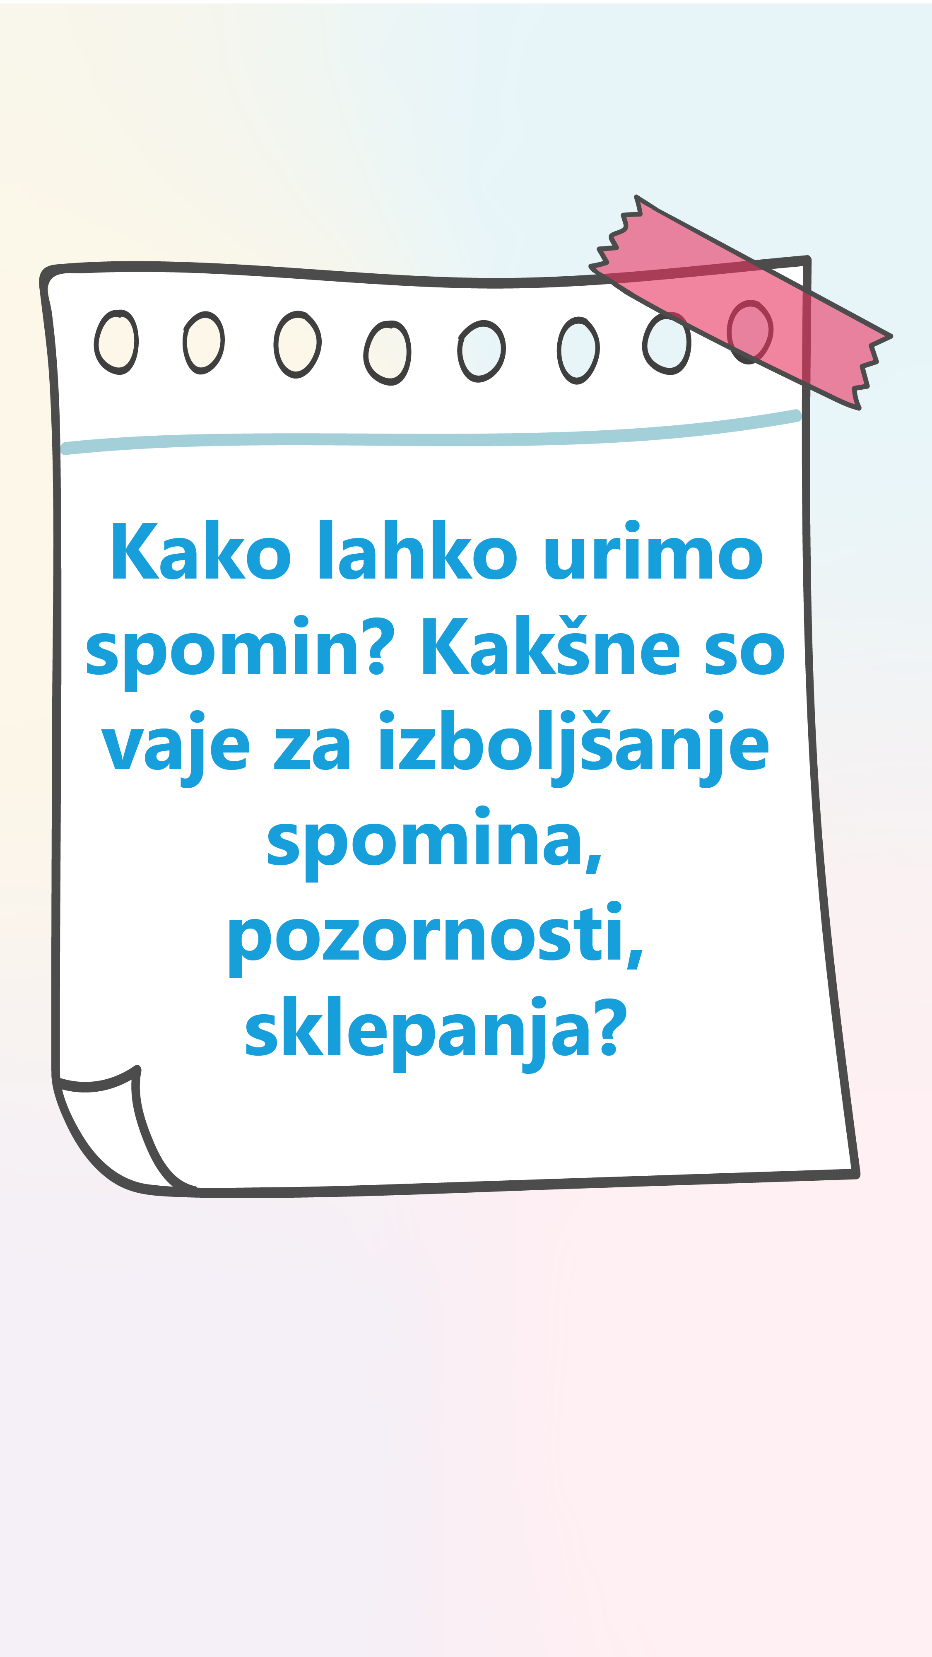 Kako lahko urimo
spomin? Kakšne so
vaje za izboljšanje
spomina,
pozornosti,
sklepanja?